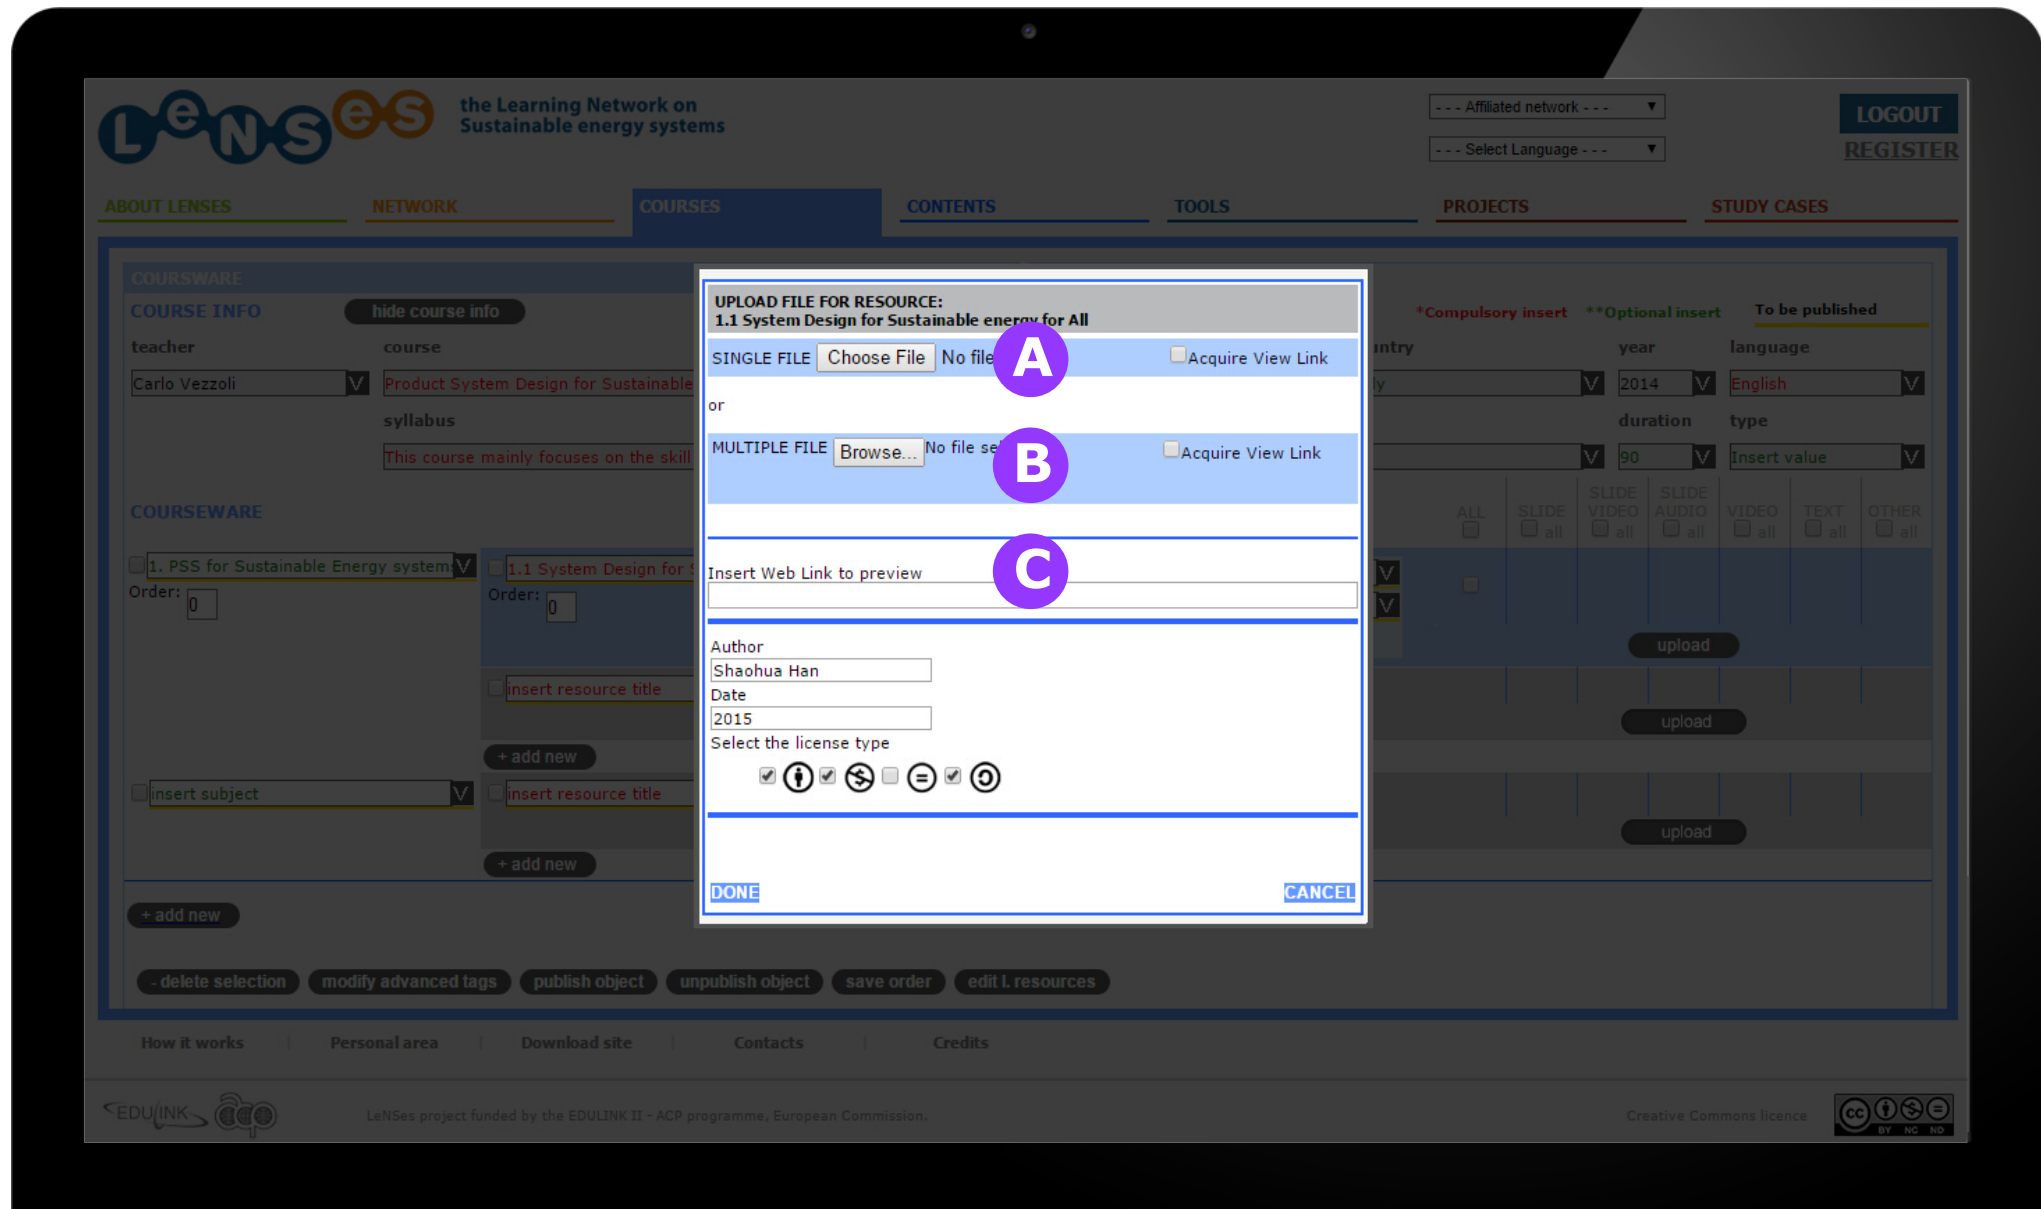 LeNSes
the Learning Network on
Sustainable energy systems
- - - Affiliated network - - -
- - - Select Language - - -
LOGOUT
REGISTER
ABOUT LENSES
NETWORK
COURSES
CONTENTS
TOOLS
PROJECTS
STUDY CASES
COURSWARE
COURSE INFO
hide course info
*Compulsory insert
**Optional insert
To be published
teacher
course
year
language
Carlo Vezzoli V
Product System Design for Sustainable
V
2014 V
English V
syllabus
duration
type
This course mainly focuses on the skill
V
90 V
Insert value V
COURSEWARE
ALL
SLIDE
all
SLIDE
VIDEO
all
SLIDE
AUDIO
all
VIDEO
all
TEXT
all
OTHER
all
1. PSS for Sustainable Energy system V
Order: 0
1.1 System Design for
Order: 0
V
V
upload
insert resource title
upload
+ add new
insert subject V
insert resource title
upload
+ add new
+ add new
- delete selection
modify advanced tags
publish object
unpublish object
save order
edit l. resources
UPLOAD FILE FOR RESOURCE:
1.1 System Design for Sustainable energy for All
SINGLE FILE Choose File No file
A
Acquire View Link
or
MULTIPLE FILE Browse... No file se
B
Acquire View Link
C
Insert Web Link to preview
Author
Shaohua Han
Date
2015
Select the license type
DONE
CANCEL
How it works | Personal area | Download site | Contacts | Credits
EDULINK
acp
LeNSes project funded by the EDULINK II - ACP programme, European Commission.
Creative Commons licence
cc
BY NC ND